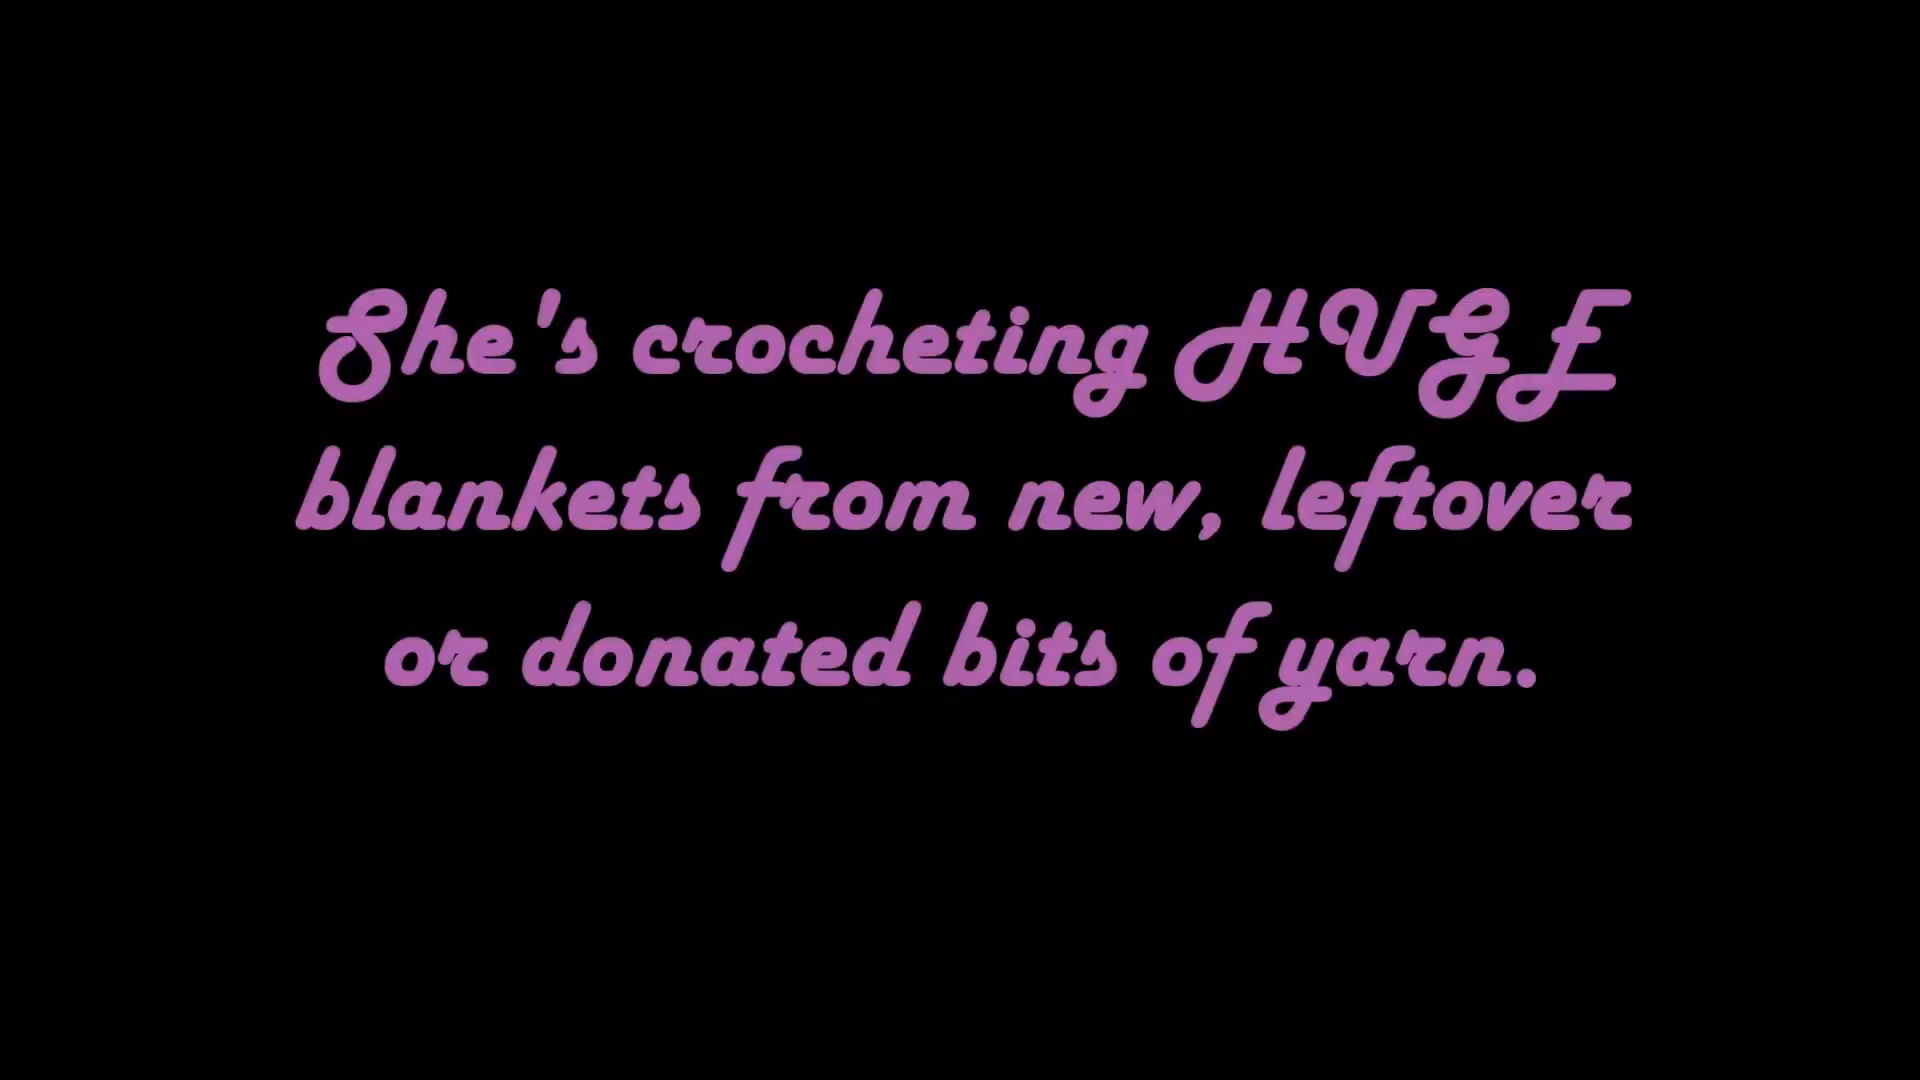 She's crocheting HUGE
blankets from new, leftover
or donated bits of yarn.